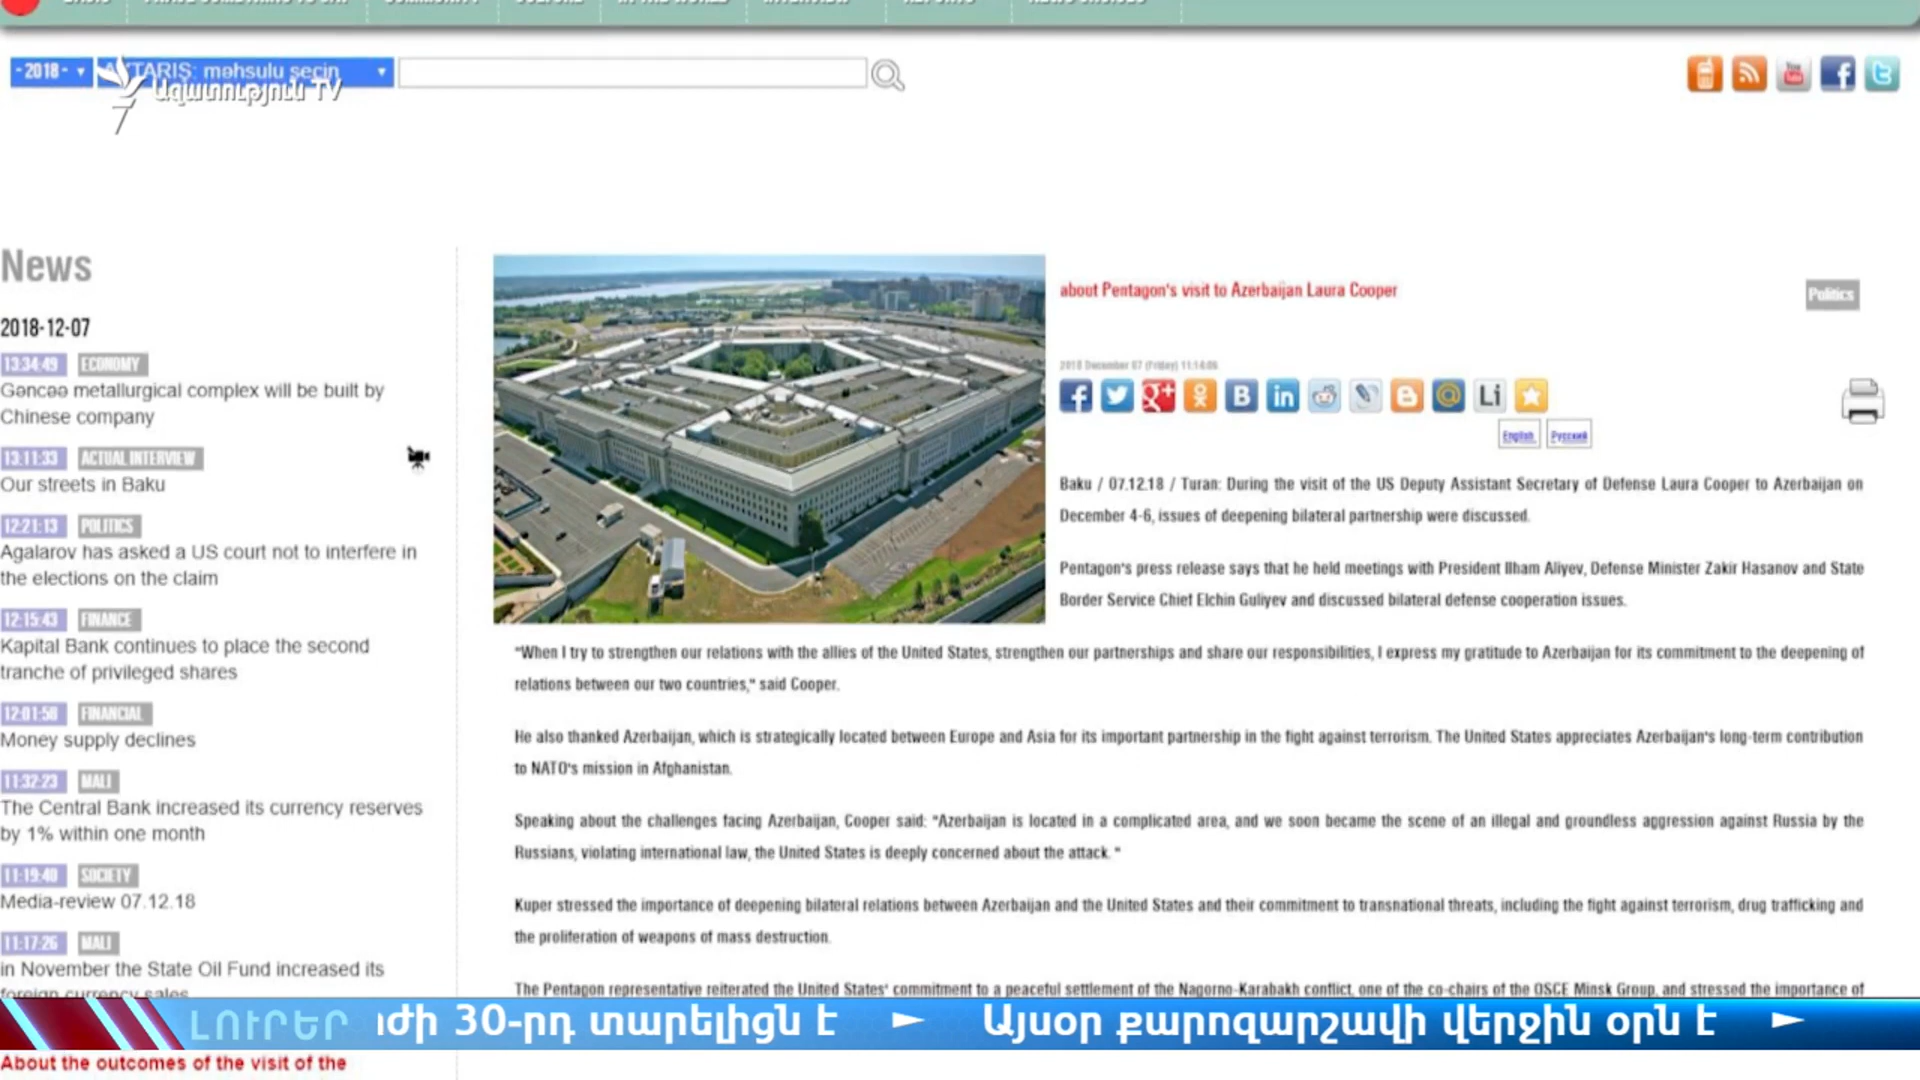 - 2018 -
AXTARIŞ: məhsulu seçin
Ազատություն TV
News
2018-12-07
13:34:49 ECONOMY
Gəncəə metallurgical complex will be built by
Chinese company
13:11:33 ACTUAL INTERVIEW
Our streets in Baku
12:21:13 POLITICS
Agalarov has asked a US court not to interfere in
the elections on the claim
12:15:43 FINANCE
Kapital Bank continues to place the second
tranche of privileged shares
12:01:58 FINANCIAL
Money supply declines
11:32:23 MALI
The Central Bank increased its currency reserves
by 1% within one month
11:19:40 SOCIETY
Media-review 07.12.18
11:17:26 MALI
in November the State Oil Fund increased its
foreign currency sales
About the outcomes of the visit of the
about Pentagon's visit to Azerbaijan Laura Cooper
Politics
2018 December 07 (Friday) 11:14:06
English Русский
Baku / 07.12.18 / Turan: During the visit of the US Deputy Assistant Secretary of Defense Laura Cooper to Azerbaijan on
December 4-6, issues of deepening bilateral partnership were discussed.
Pentagon's press release says that he held meetings with President Ilham Aliyev, Defense Minister Zakir Hasanov and State
Border Service Chief Elchin Guliyev and discussed bilateral defense cooperation issues.
"When I try to strengthen our relations with the allies of the United States, strengthen our partnerships and share our responsibilities, I express my gratitude to Azerbaijan for its commitment to the deepening of
relations between our two countries," said Cooper.
He also thanked Azerbaijan, which is strategically located between Europe and Asia for its important partnership in the fight against terrorism. The United States appreciates Azerbaijan's long-term contribution
to NATO's mission in Afghanistan.
Speaking about the challenges facing Azerbaijan, Cooper said: "Azerbaijan is located in a complicated area, and we soon became the scene of an illegal and groundless aggression against Russia by the
Russians, violating international law, the United States is deeply concerned about the attack. "
Kuper stressed the importance of deepening bilateral relations between Azerbaijan and the United States and their commitment to transnational threats, including the fight against terrorism, drug trafficking and
the proliferation of weapons of mass destruction.
The Pentagon representative reiterated the United States' commitment to a peaceful settlement of the Nagorno-Karabakh conflict, one of the co-chairs of the OSCE Minsk Group, and stressed the importance of
ԼՈՒՐԵՐ
ժի 30-րդ տարելիցն է ► Այսօր քարոզարշավի վերջին օրն է ►